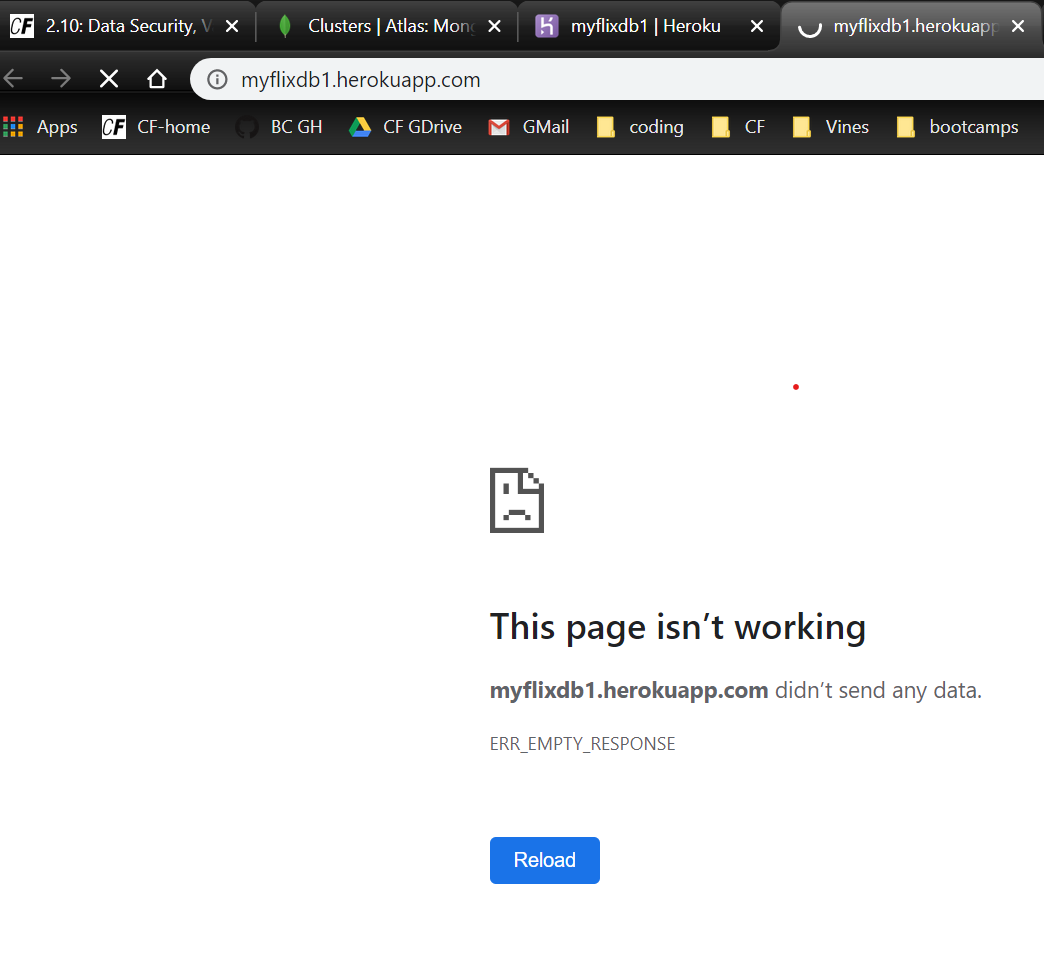 CF 2.10: Data Security, V
Clusters | Atlas: Mong
myflixdb1 | Heroku
myflixdb1.herokuapp
myflixdb1.herokuapp.com
Apps
CF CF-home
BC GH
CF GDrive
GMail
coding
CF
Vines
bootcamps
This page isn’t working
myflixdb1.herokuapp.com didn’t send any data.
ERR_EMPTY_RESPONSE
Reload